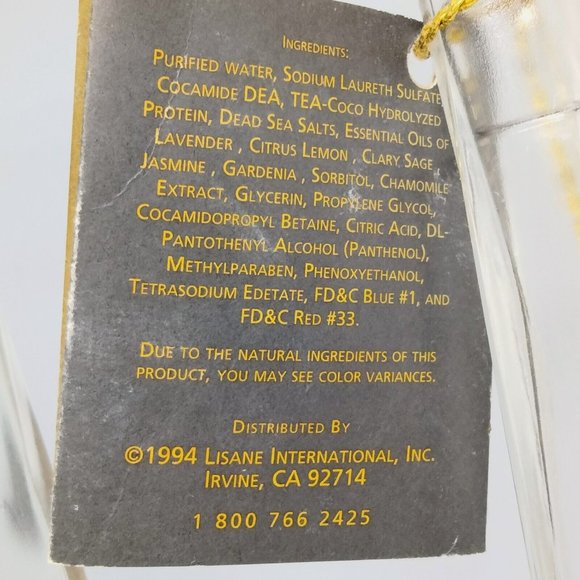 Ingredients:
Purified water, Sodium Laureth Sulfate
Cocamide DEA, TEA-Coco Hydrolyzed
Protein, Dead Sea Salts, Essential Oils of
Lavender , Citrus Lemon , Clary Sage ,
Jasmine , Gardenia , Sorbitol, Chamomile
Extract, Glycerin, Propylene Glycol,
Cocamidopropyl Betaine, Citric Acid, DL-
Pantothenyl Alcohol (Panthenol),
Methylparaben, Phenoxyethanol,
Tetrasodium Edetate, FD&C Blue #1, and
FD&C Red #33.
Due to the natural ingredients of this
product, you may see color variances.
Distributed By
©1994 Lisane International, Inc.
Irvine, CA 92714
1 800 766 2425